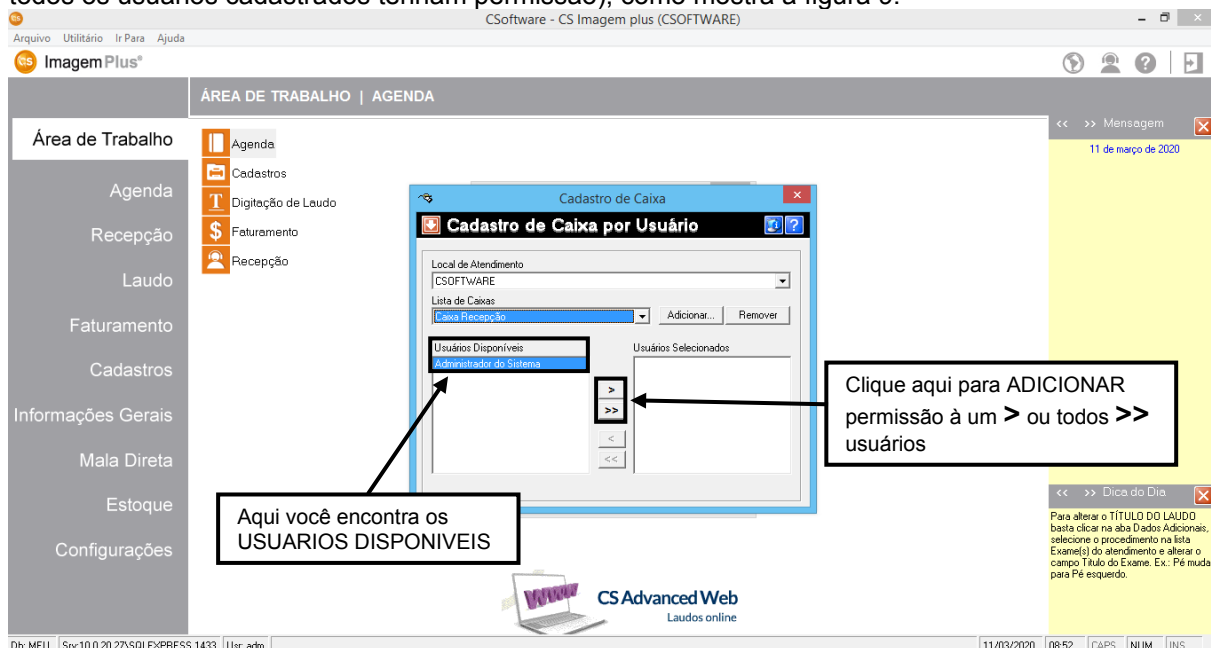 todos os usuários cadastrados tenham permissão), como mostra a figura 9.
CSoftware - CS Imagem plus (CSOFTWARE)
Arquivo Utilitário Ir Para Ajuda
Imagem Plus®
ÁREA DE TRABALHO | AGENDA
Área de Trabalho
Agenda
Recepção
Laudo
Faturamento
Cadastros
Informações Gerais
Mala Direta
Estoque
Configurações
Agenda
Cadastros
Digitação de Laudo
Faturamento
Recepção
Cadastro de Caixa
Cadastro de Caixa por Usuário
Local de Atendimento
CSOFTWARE
Lista de Caixas
Caixa Recepção
Adicionar... Remover
Usuários Disponíveis
Administrador do Sistema
Usuários Selecionados
>
>>
<
<<
Aqui você encontra os
USUARIOS DISPONIVEIS
Clique aqui para ADICIONAR
permissão à um > ou todos >>
usuários
<< >> Mensagem
11 de março de 2020
<< >> Dica do Dia
Para alterar o TÍTULO DO LAUDO
basta clicar na aba Dados Adicionais,
selecione o procedimento na lista
Exame(s) do atendimento e alterar o
campo Título do Exame. Ex.: Pé muda
para Pé esquerdo.
WWW
CS Advanced Web
Laudos online
Usr: adm 11/03/2020 08:52 CAPS NUM INS